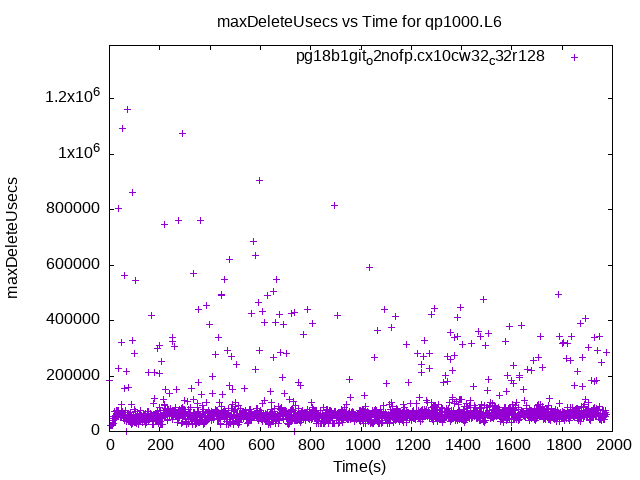 maxDeleteUsecs vs Time for qp1000.L6
pg18b1git_o2nofp.cx10cw32_c32r128
maxDeleteUsecs
1.2x10^6
1x10^6
800000
600000
400000
200000
0
0 200 400 600 800 1000 1200 1400 1600 1800 2000
Time(s)